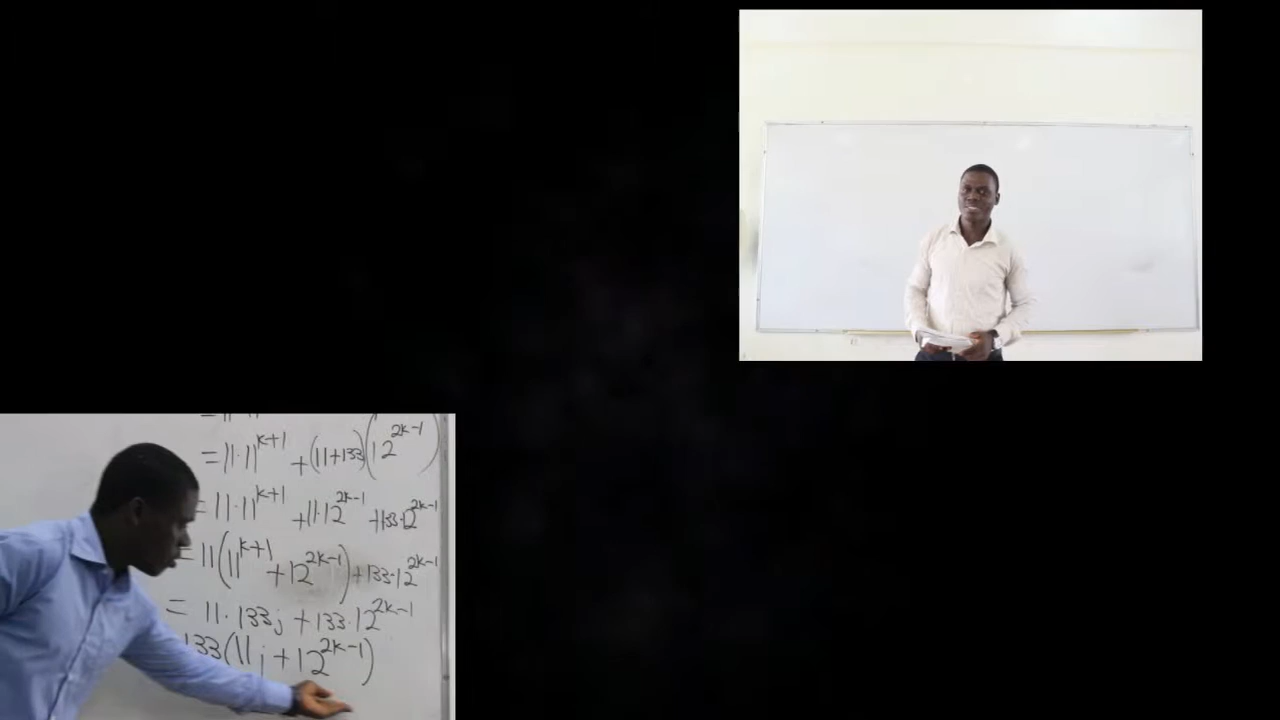 = 11·11^{k+1} + (11+133)(12^{2k-1})
= 11·11^{k+1} + 11·12^{2k-1} + 133·12^{2k-1}
= 11(11^{k+1} + 12^{2k-1}) + 133·12^{2k-1}
= 11·133j + 133·12^{2k-1}
133(11j + 12^{2k-1})